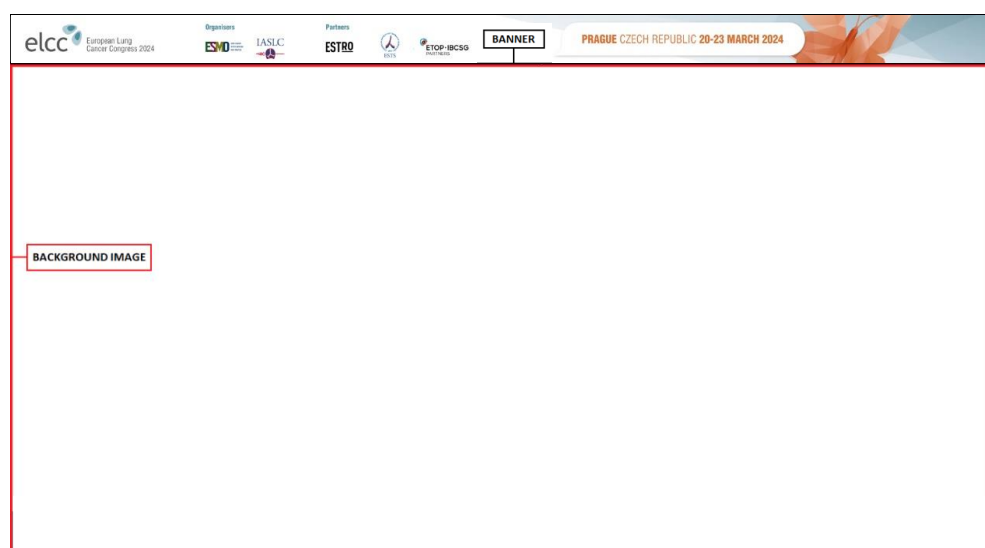 elcc
European Lung
Cancer Congress 2024
Organisers
ESMO
IASLC
Partners
ESTRO
ESTS
ETOP·IBCSG
PARTNERS
BANNER
PRAGUE CZECH REPUBLIC 20-23 MARCH 2024
BACKGROUND IMAGE